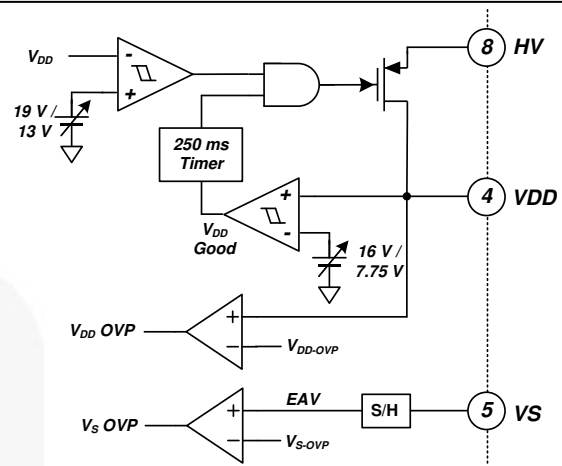 8 HV
V_DD
-
+
19 V /
13 V
250 ms
Timer
+
-
4 VDD
V_DD
Good
16 V /
7.75 V
V_DD OVP
+
−
V_DD-OVP
V_S OVP
+
−
EAV
S/H
5 VS
V_S-OVP